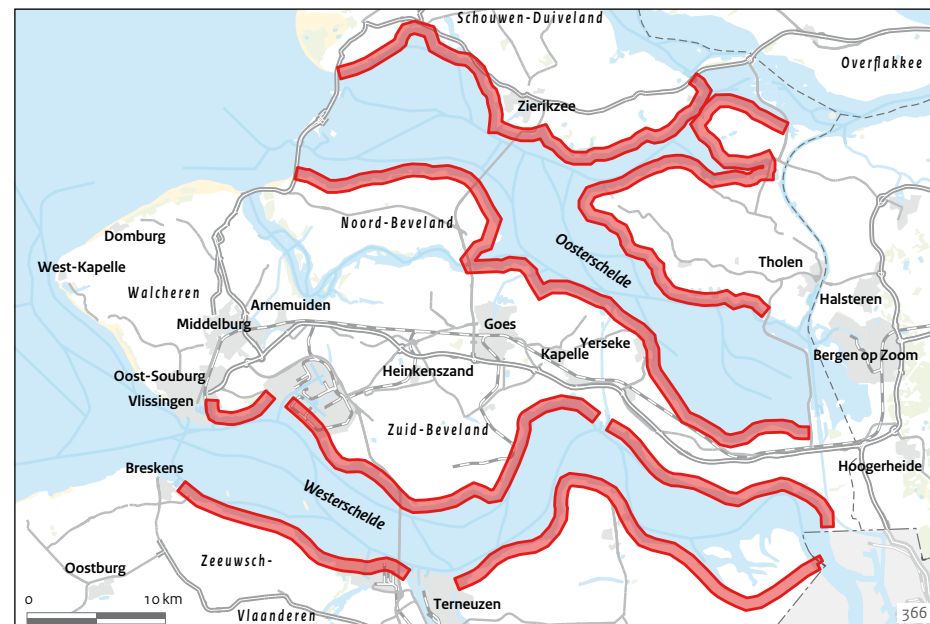 Schouwen-Duiveland
Overflakkee
Zierikzee
Noord-Beveland
Domburg
Oosterschelde
West-Kapelle
Tholen
Walcheren
Halsteren
Arnemuiden
Middelburg
Goes
Yerseke
Kapelle
Bergen op Zoom
Heinkenszand
Oost-Souburg
Vlissingen
Zuid-Beveland
Breskens
Hoogerheide
Westerschelde
Zeeuwsch-
Oostburg
0 10 km
Terneuzen
Vlaanderen
366